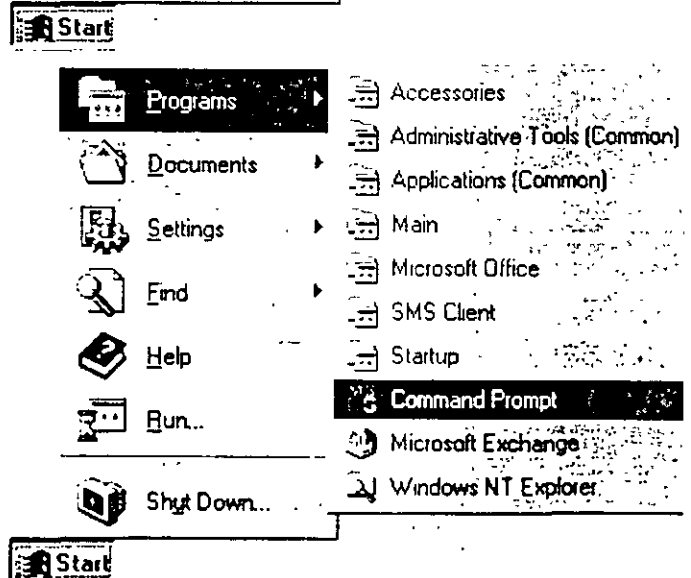 Start
Programs
Documents
Settings
Find
Help
Run...
Shut Down...
Accessories
Administrative Tools (Common)
Applications (Common)
Main
Microsoft Office
SMS Client
Startup
Command Prompt
Microsoft Exchange
Windows NT Explorer
Start